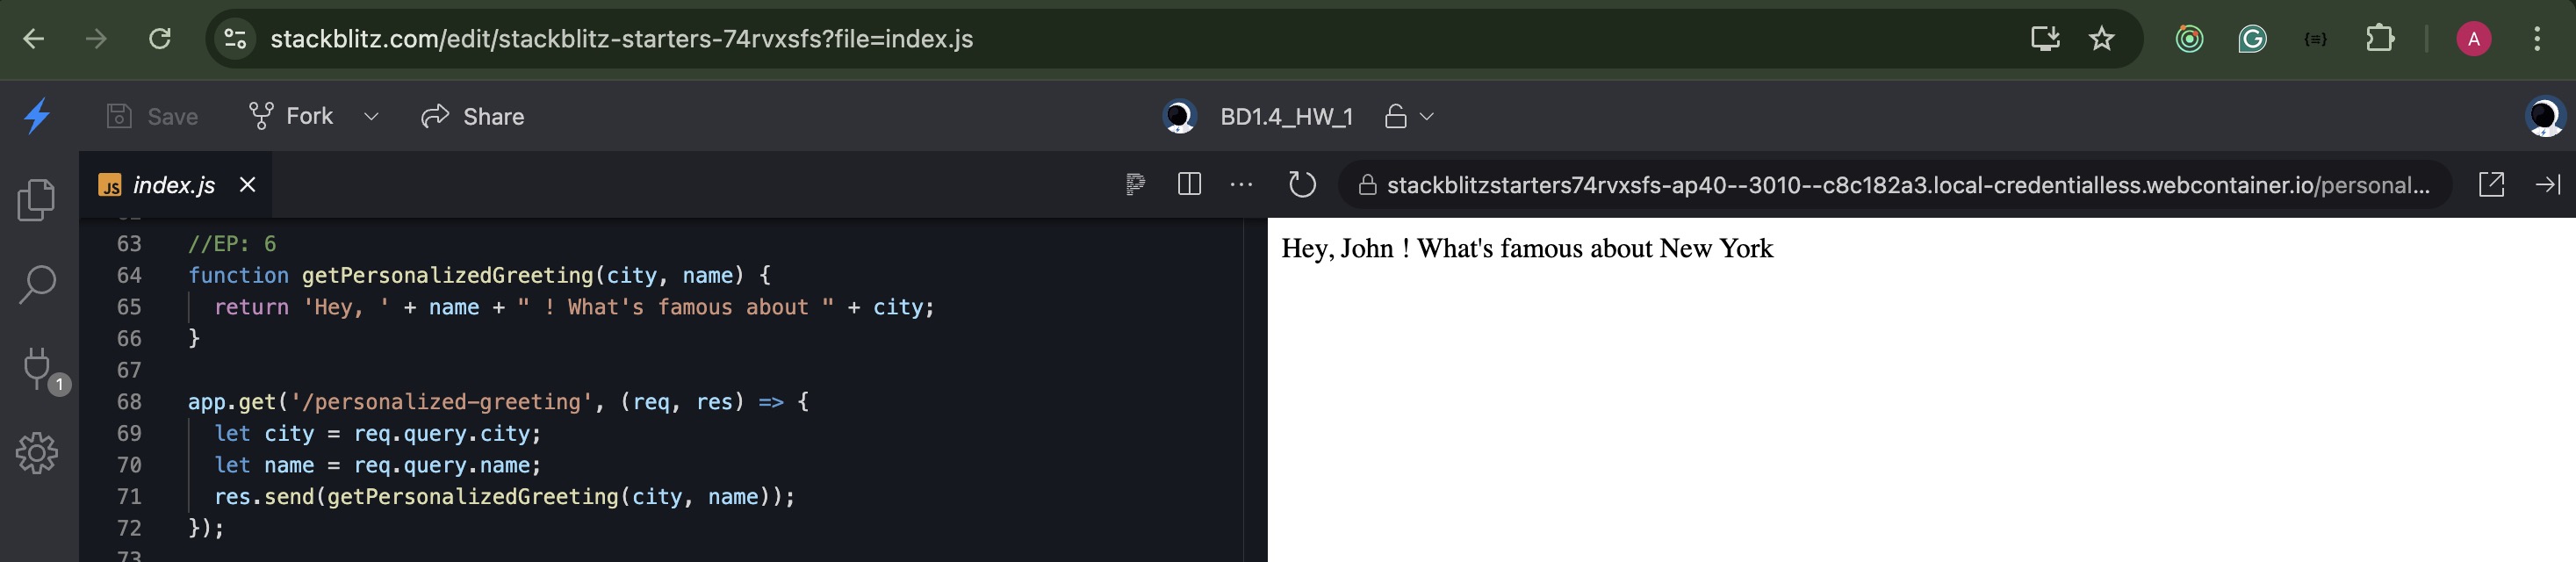 stackblitz.com/edit/stackblitz-starters-74rvxsfs?file=index.js
A
Save
Fork
Share
BD1.4_HW_1
JS index.js
stackblitzstarters74rvxsfs-ap40--3010--c8c182a3.local-credentialless.webcontainer.io/personal...
1
63 //EP: 6
64 function getPersonalizedGreeting(city, name) {
65 return 'Hey, ' + name + " ! What's famous about " + city;
66 }
67
68 app.get('/personalized-greeting', (req, res) => {
69 let city = req.query.city;
70 let name = req.query.name;
71 res.send(getPersonalizedGreeting(city, name));
72 });
73
Hey, John ! What's famous about New York